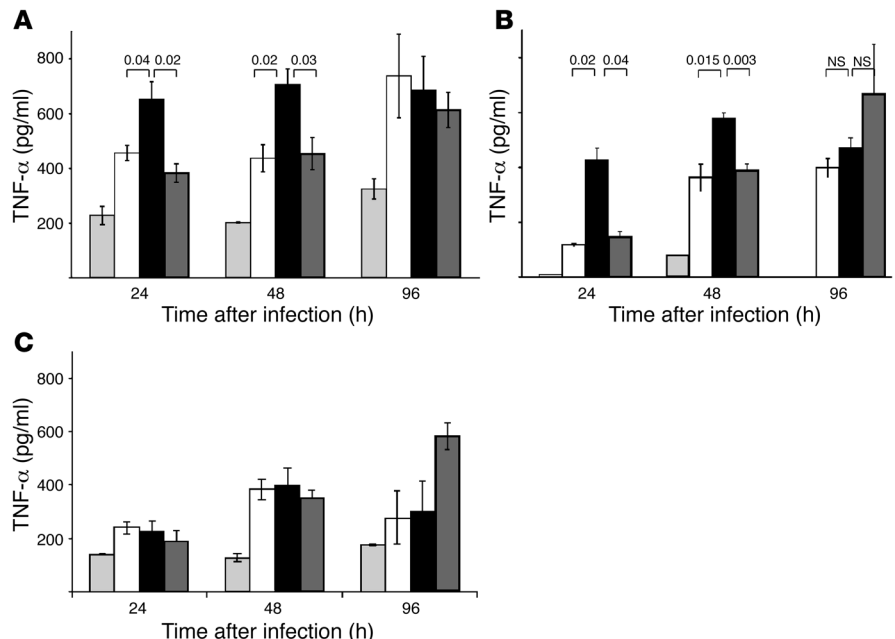 A
TNF-α (pg/ml)
800
600
400
200
0.04 0.02
0.02 0.03
24 48 96
Time after infection (h)
B
TNF-α (pg/ml)
0.02 0.04
0.015 0.003
NS NS
24 48 96
Time after infection (h)
C
TNF-α (pg/ml)
800
600
400
200
24 48 96
Time after infection (h)